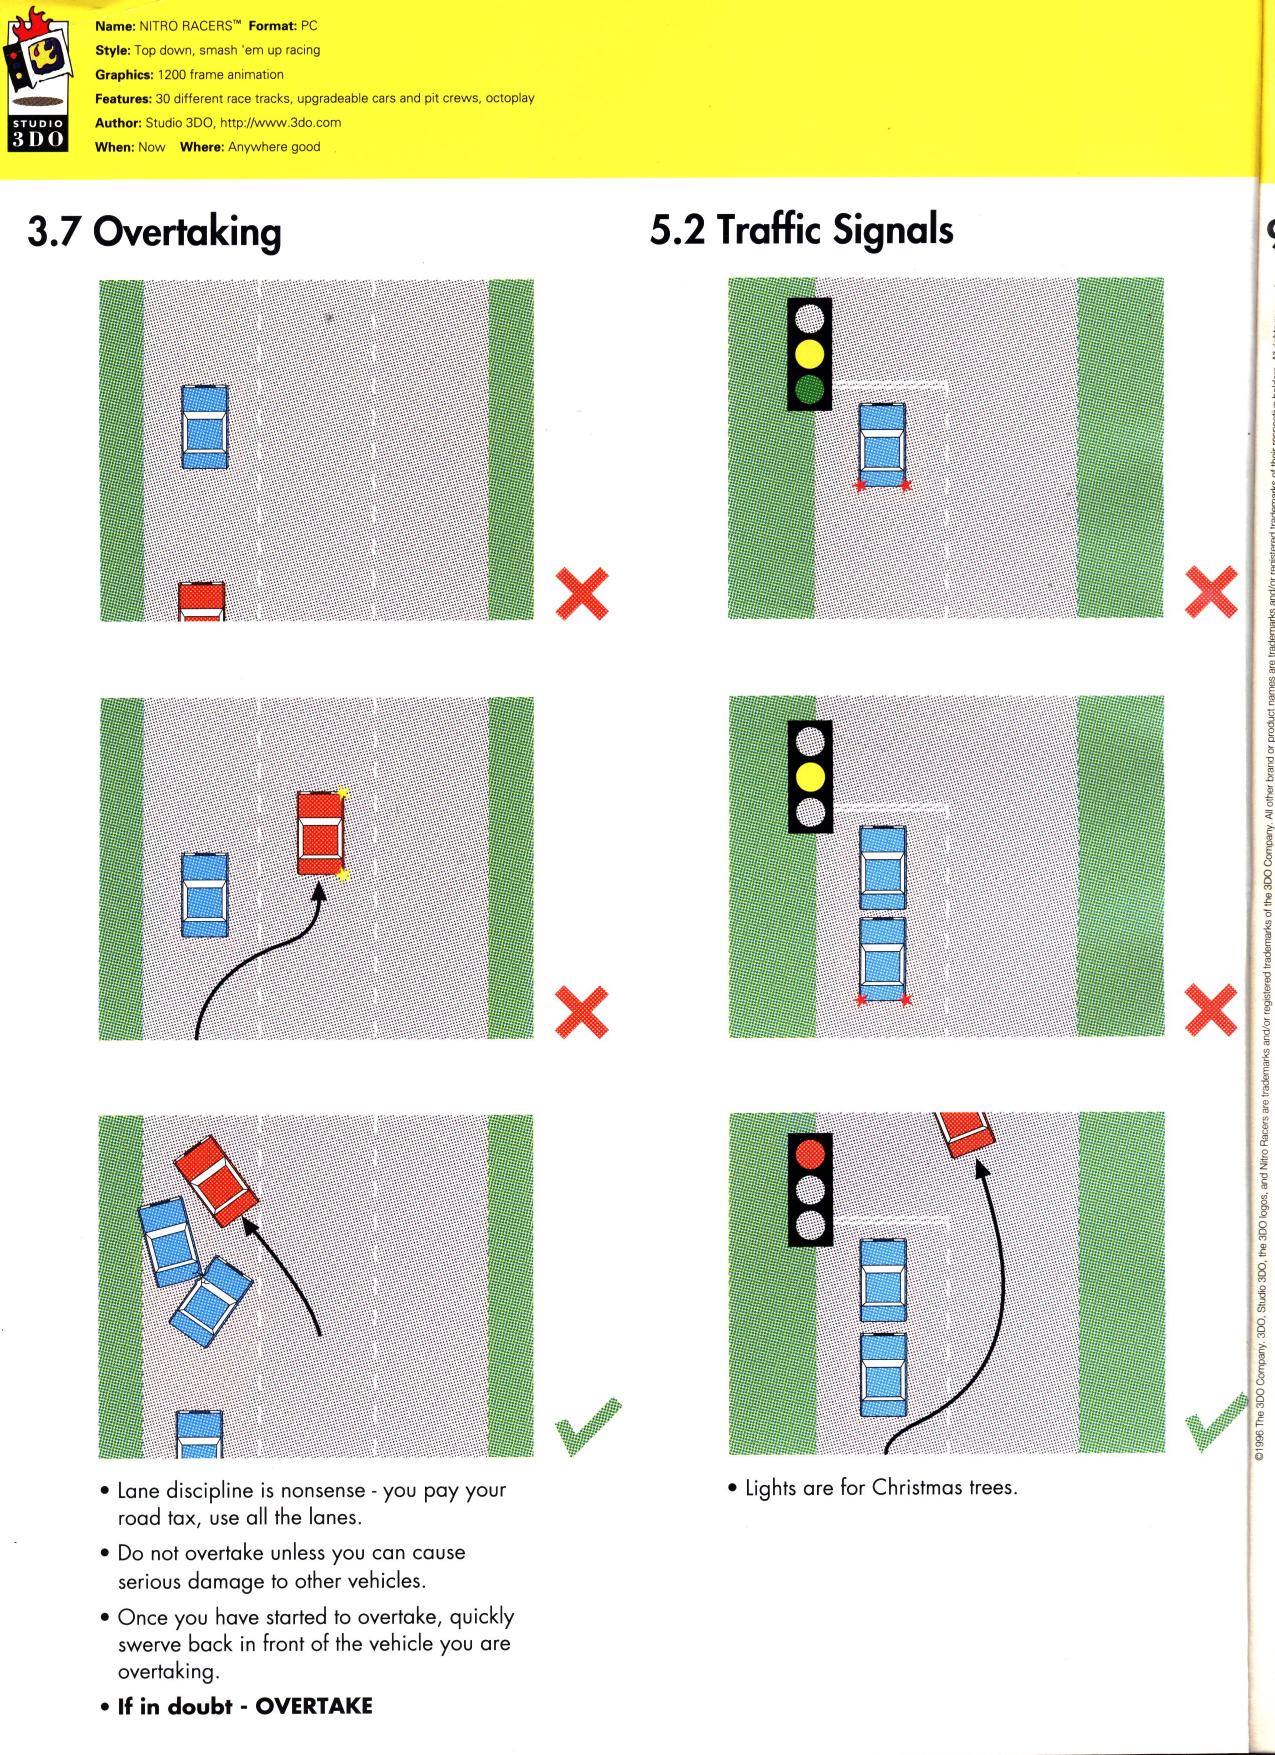 Name: NITRO RACERS™ Format: PC
Style: Top down, smash 'em up racing
Graphics: 1200 frame animation
Features: 30 different race tracks, upgradeable cars and pit crews, octoplay
Author: Studio 3DO, http://www.3do.com
When: Now Where: Anywhere good
STUDIO
3DO
3.7 Overtaking
• Lane discipline is nonsense - you pay your
road tax, use all the lanes.
• Do not overtake unless you can cause
serious damage to other vehicles.
• Once you have started to overtake, quickly
swerve back in front of the vehicle you are
overtaking.
• If in doubt - OVERTAKE
5.2 Traffic Signals
• Lights are for Christmas trees.
©1996 The 3DO Company. 3DO, Studio 3DO, the 3DO logos, and Nitro Racers are trademarks and/or registered trademarks of the 3DO Company. All other brand or product names are trademarks and/or registered trademarks of their respective holders.